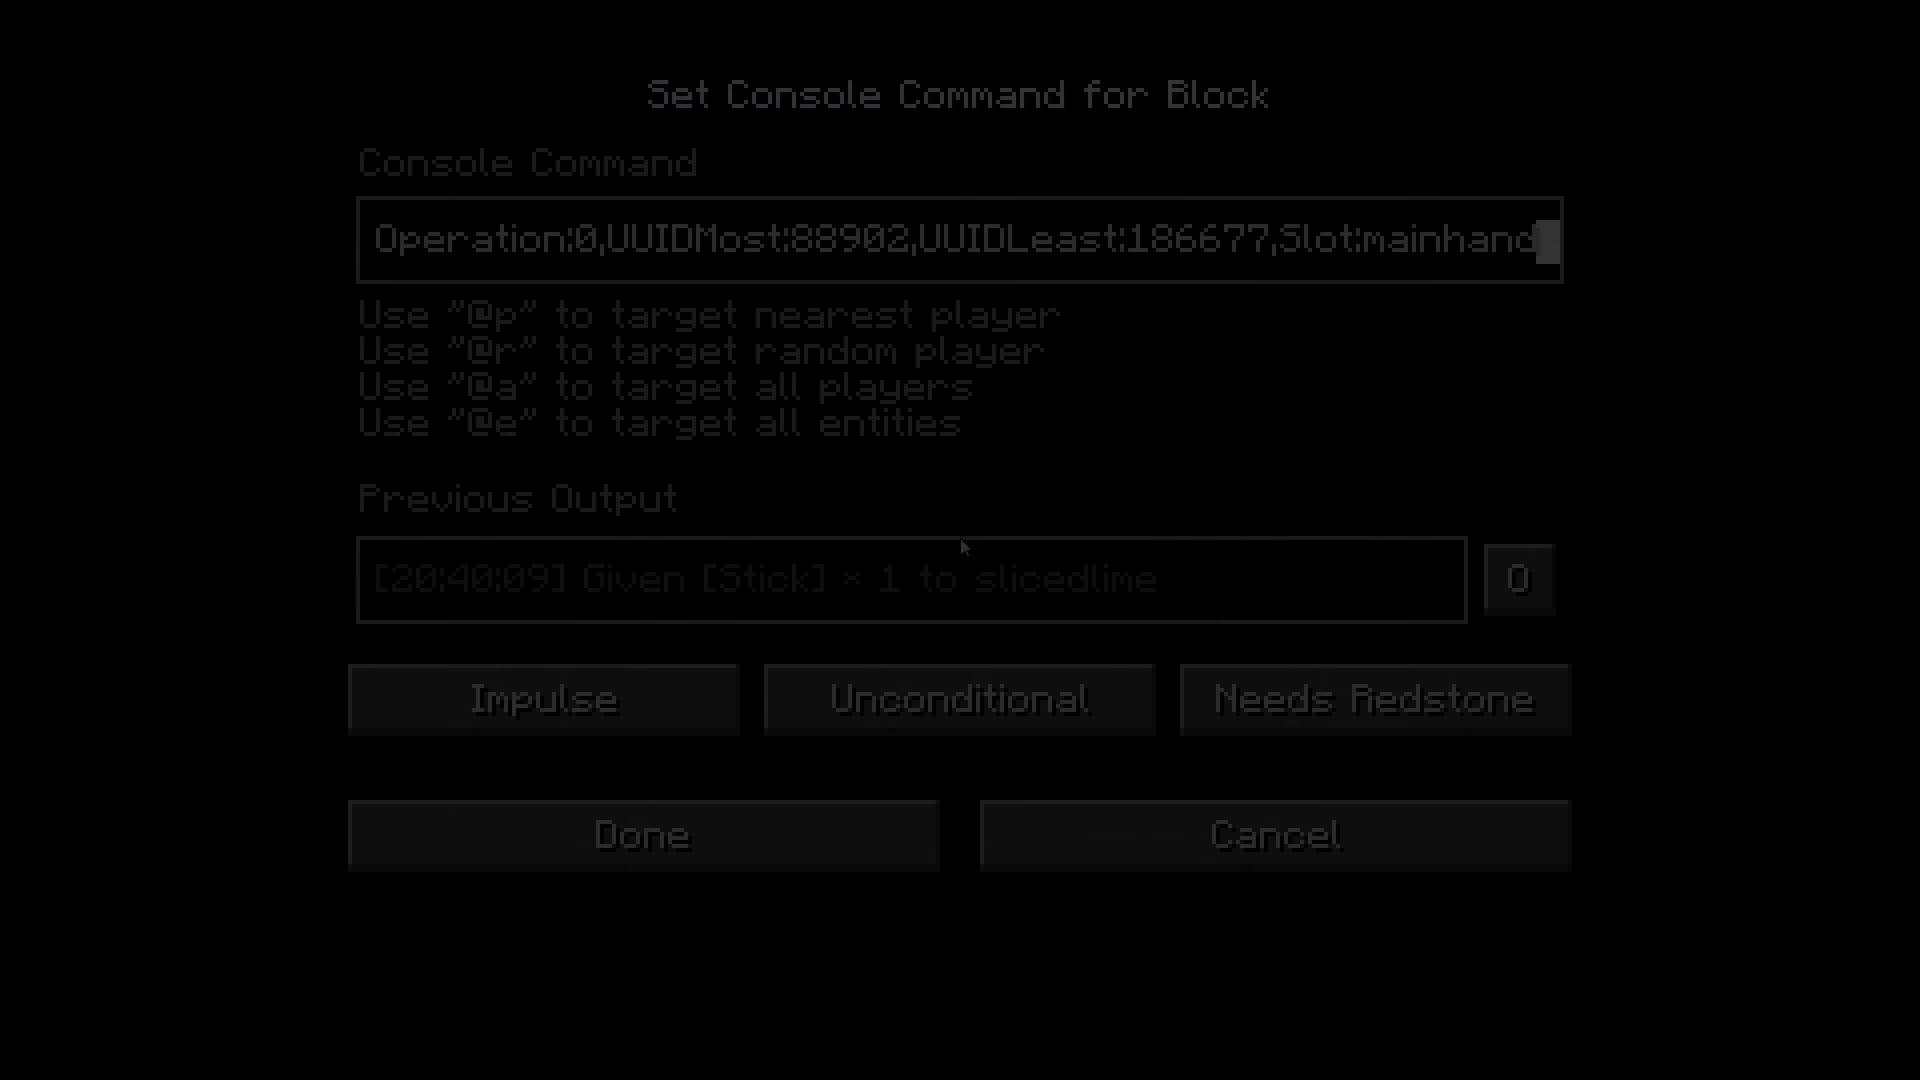 Set Console Command for Block
Console Command
Operation:0,UUIDMost:88902,UUIDLeast:186677,Slot:mainhand
Use "@p" to target nearest player
Use "@r" to target random player
Use "@a" to target all players
Use "@e" to target all entities
Previous Output
[20:40:09] Given [Stick] × 1 to slicedlime
O
Impulse
Unconditional
Needs Redstone
Done
Cancel